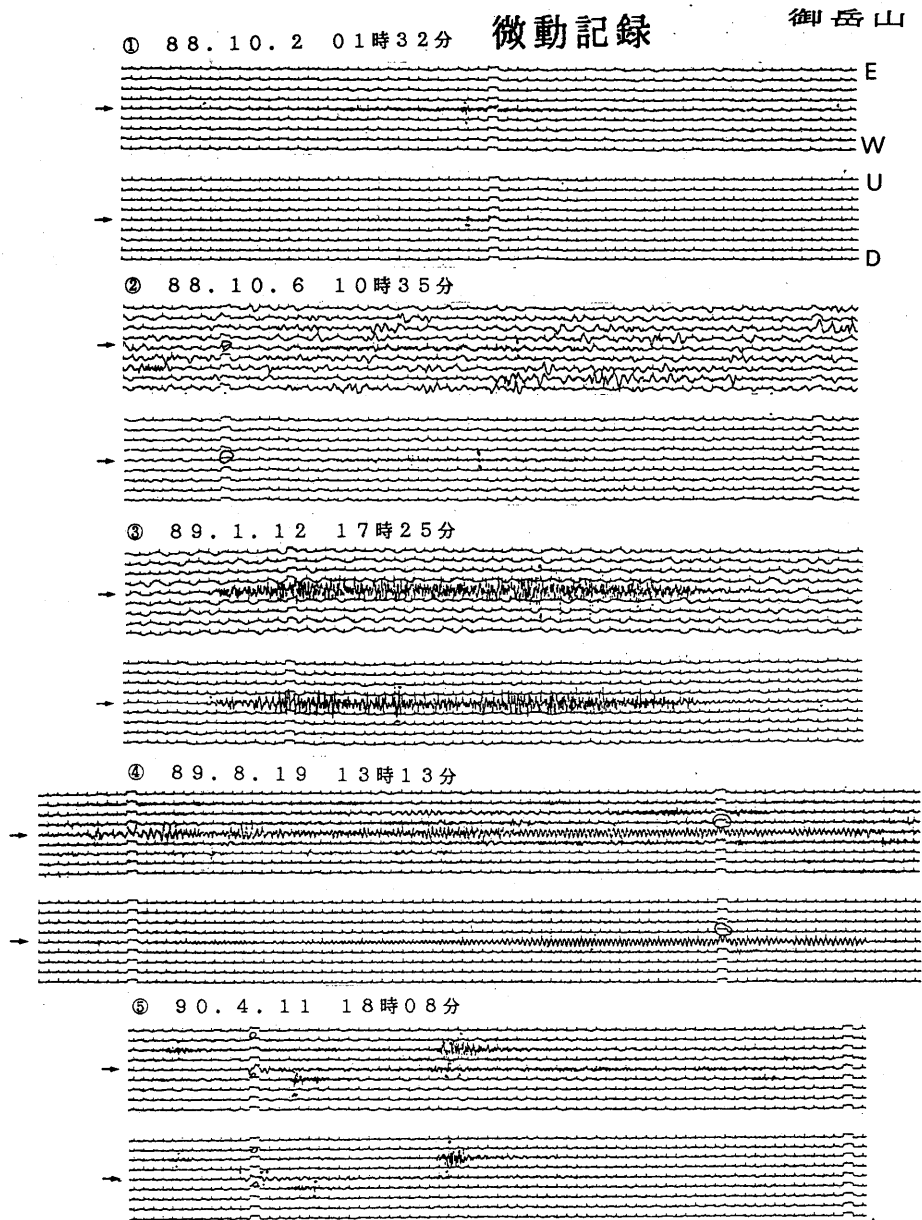 御岳山
微動記録
① 88.10.2 01時32分
E
W
U
D
② 88.10.6 10時35分
③ 89.1.12 17時25分
④ 89.8.19 13時13分
⑤ 90.4.11 18時08分